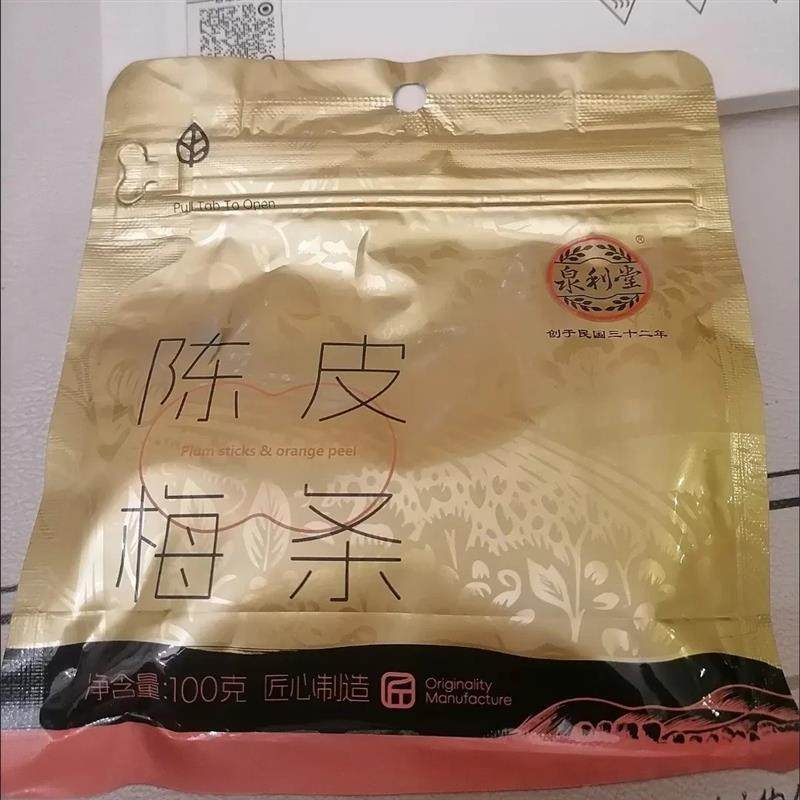 Pull Tab To Open
泉利堂
®
创于民国三十二年
陈皮
Plum sticks & orange peel
梅条
净含量:100克 匠心制造 匠 Originality
Manufacture